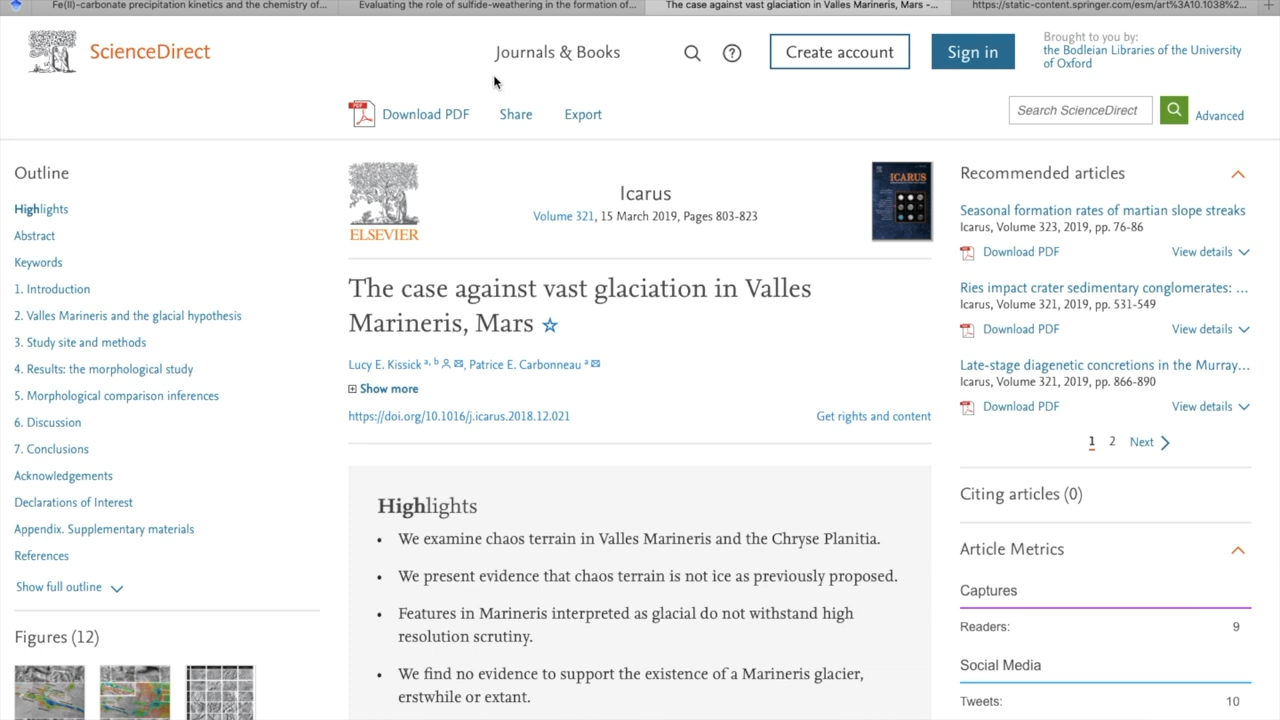 Fe(II)-carbonate precipitation kinetics and the chemistry of...
Evaluating the role of sulfide-weathering in the formation of...
The case against vast glaciation in Valles Marineris, Mars -...
https://static-content.springer.com/esm/art%3A10.1038%2...
ScienceDirect
Journals & Books
Create account
Sign in
Brought to you by:
the Bodleian Libraries of the University
of Oxford
PDF
Download PDF
Share
Export
Search ScienceDirect
Advanced
Outline
Highlights
Abstract
Keywords
1. Introduction
2. Valles Marineris and the glacial hypothesis
3. Study site and methods
4. Results: the morphological study
5. Morphological comparison inferences
6. Discussion
7. Conclusions
Acknowledgements
Declarations of Interest
Appendix. Supplementary materials
References
Show full outline
Figures (12)
ELSEVIER
Icarus
Volume 321, 15 March 2019, Pages 803-823
ICARUS
The case against vast glaciation in Valles
Marineris, Mars
Lucy E. Kissick a, b, Patrice E. Carbonneau a
Show more
https://doi.org/10.1016/j.icarus.2018.12.021
Get rights and content
Highlights
• We examine chaos terrain in Valles Marineris and the Chryse Planitia.
• We present evidence that chaos terrain is not ice as previously proposed.
• Features in Marineris interpreted as glacial do not withstand high
resolution scrutiny.
• We find no evidence to support the existence of a Marineris glacier,
erstwhile or extant.
Recommended articles
Seasonal formation rates of martian slope streaks
Icarus, Volume 323, 2019, pp. 76-86
Download PDF
View details
Ries impact crater sedimentary conglomerates: ...
Icarus, Volume 321, 2019, pp. 531-549
Download PDF
View details
Late-stage diagenetic concretions in the Murray...
Icarus, Volume 321, 2019, pp. 866-890
Download PDF
View details
1 2 Next
Citing articles (0)
Article Metrics
Captures
Readers: 9
Social Media
Tweets: 10